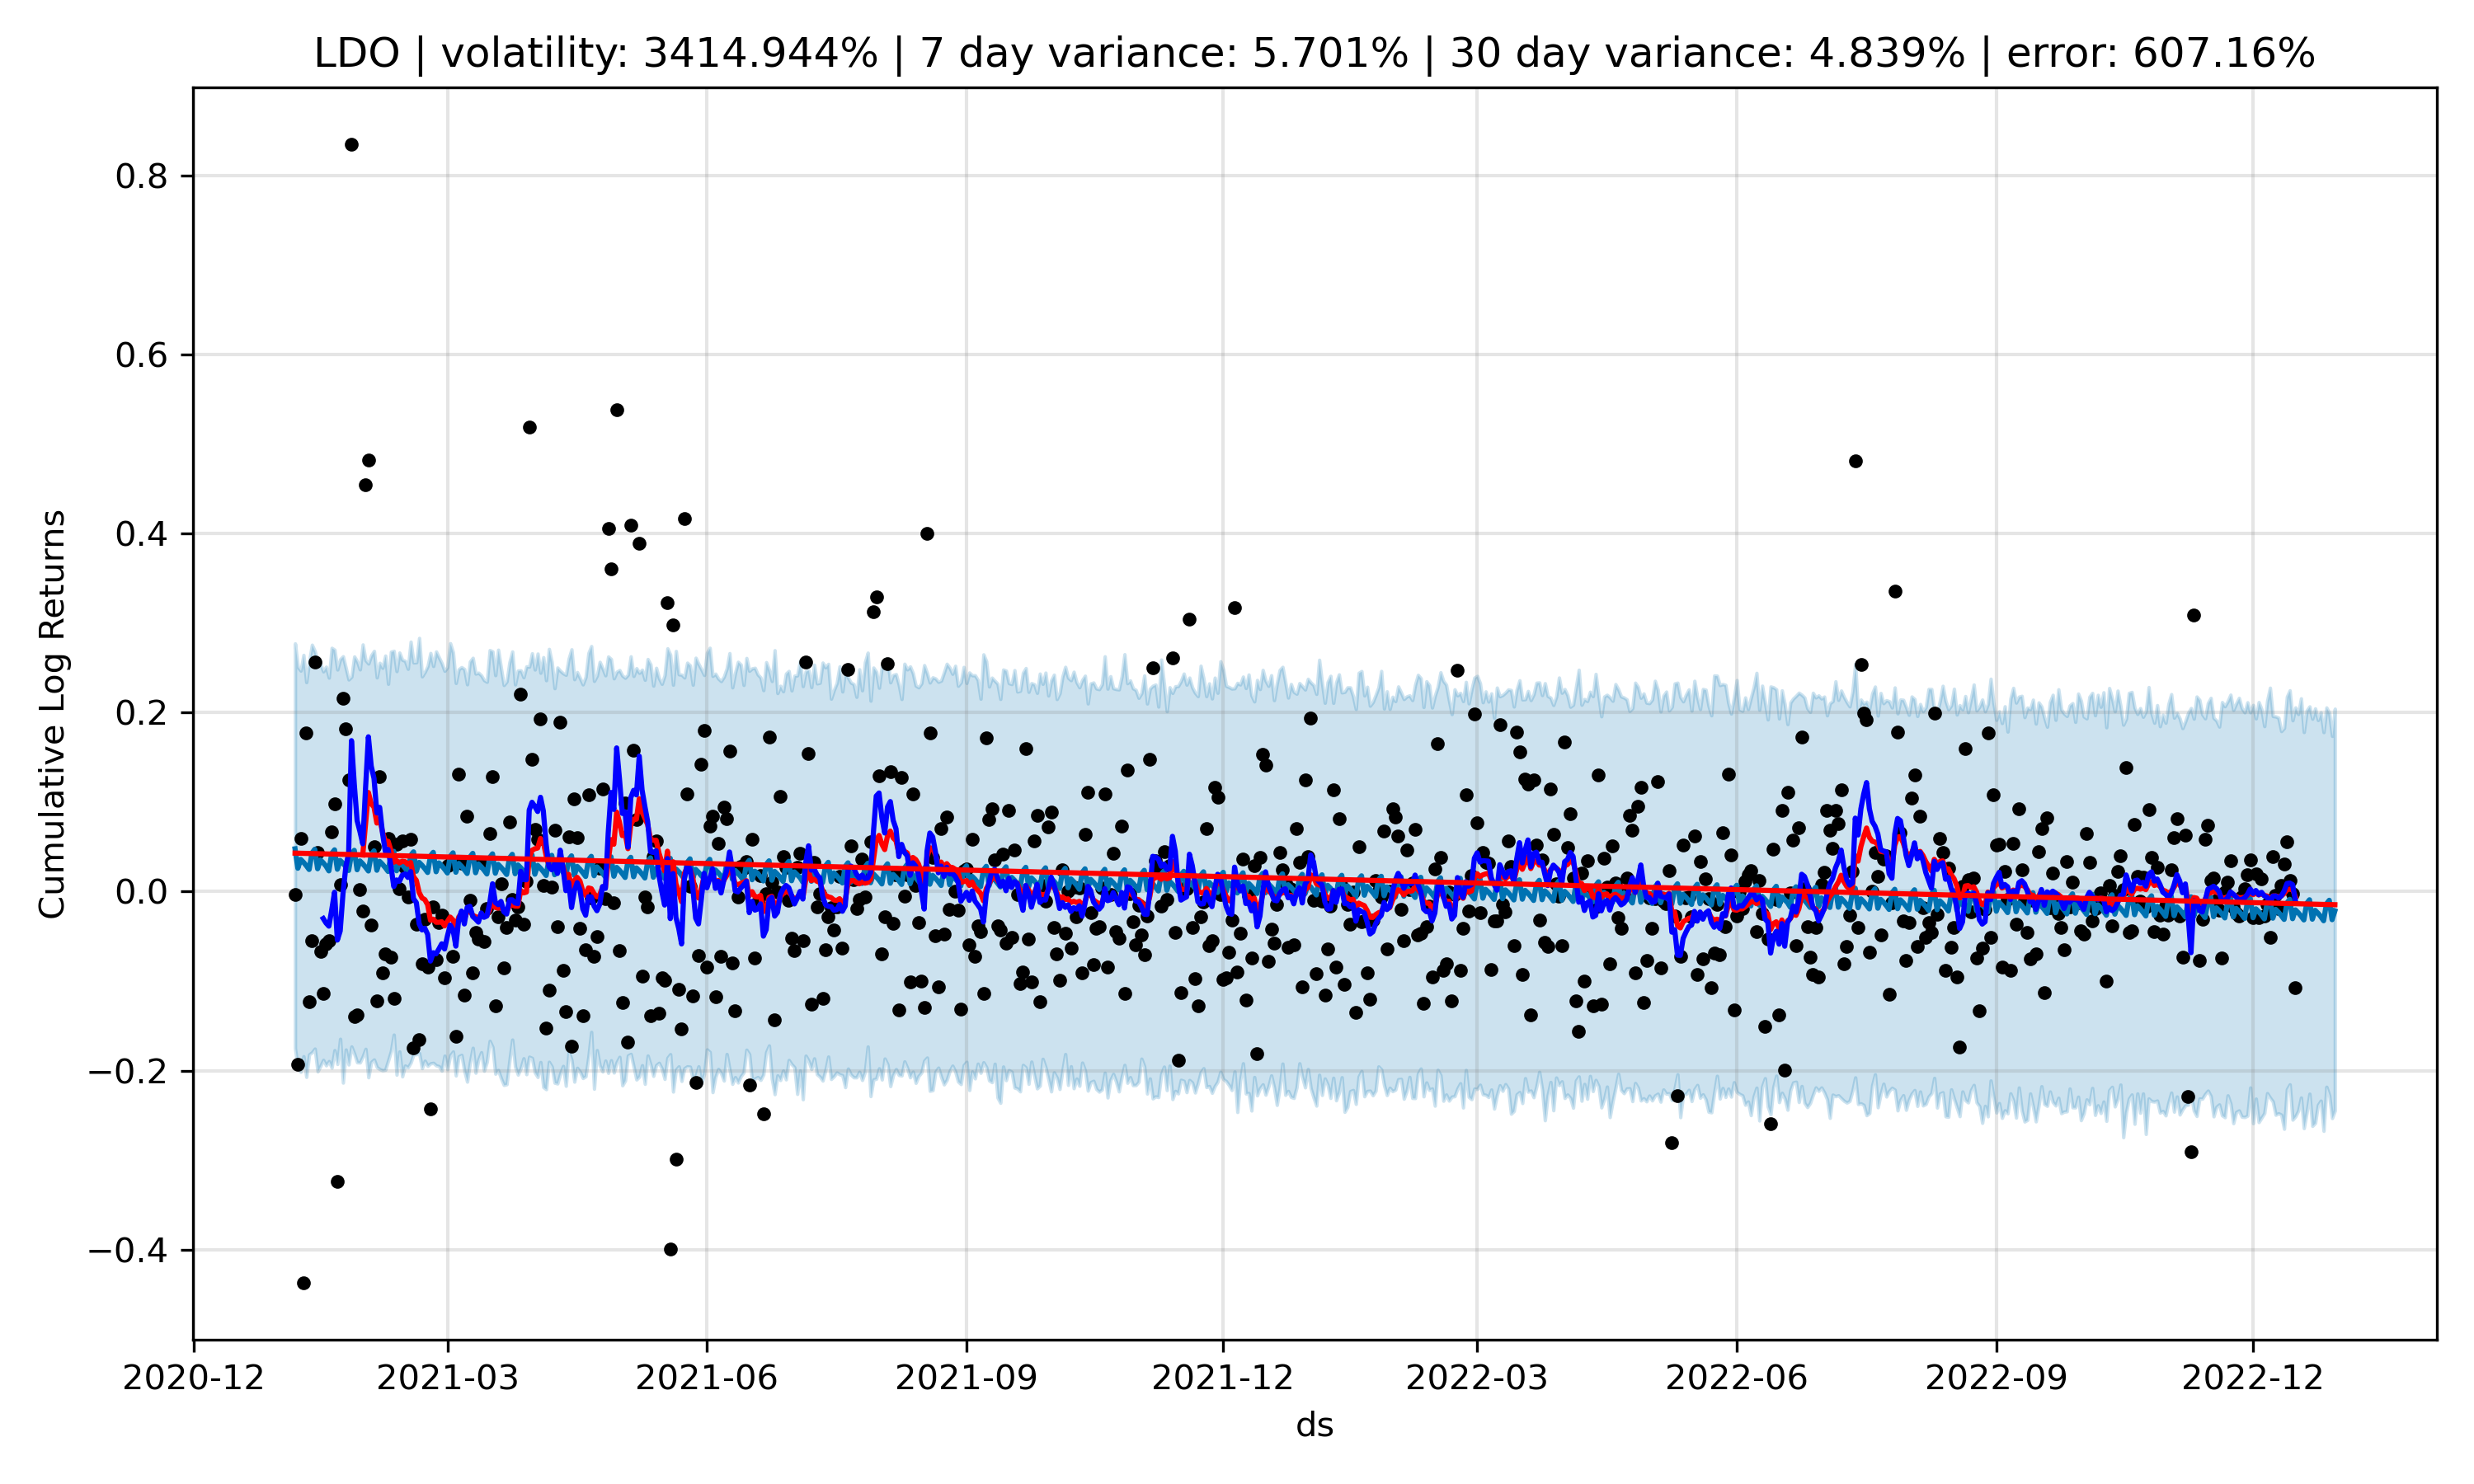 LDO | volatility: 3414.944% | 7 day variance: 5.701% | 30 day variance: 4.839% | error: 607.16%
Cumulative Log Returns
0.8
0.6
0.4
0.2
0.0
−0.2
−0.4
2020-12 2021-03 2021-06 2021-09 2021-12 2022-03 2022-06 2022-09 2022-12
ds